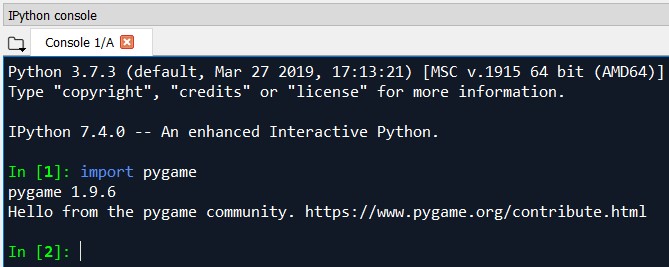 IPython console
Console 1/A
Python 3.7.3 (default, Mar 27 2019, 17:13:21) [MSC v.1915 64 bit (AMD64)]
Type "copyright", "credits" or "license" for more information.
IPython 7.4.0 -- An enhanced Interactive Python.
In [1]: import pygame
pygame 1.9.6
Hello from the pygame community. https://www.pygame.org/contribute.html
In [2]: